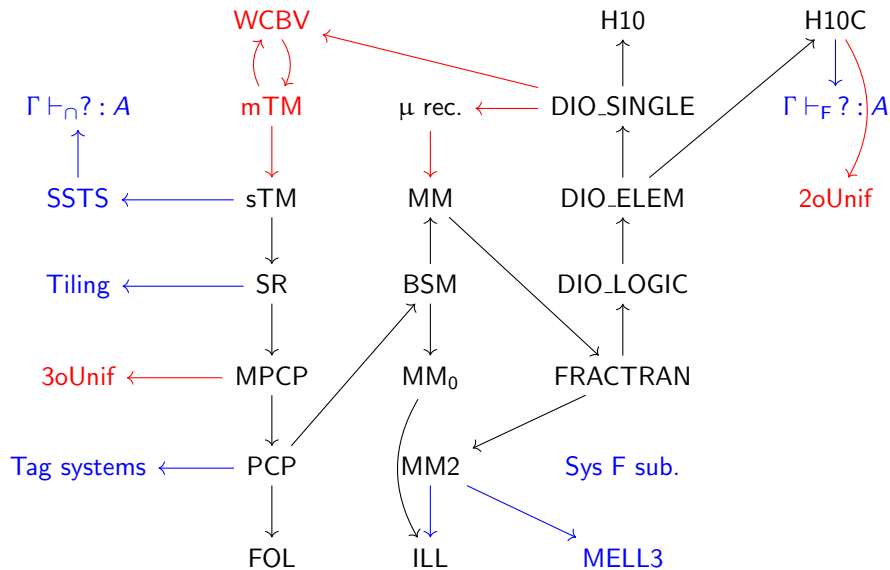 WCBV H10 H10C
Γ ⊢∩ ? : A mTM μ rec. DIO_SINGLE Γ ⊢F ? : A
SSTS sTM MM DIO_ELEM 2oUnif
Tiling SR BSM DIO_LOGIC
3oUnif MPCP MM₀ FRACTRAN
Tag systems PCP MM2 Sys F sub.
FOL ILL MELL3